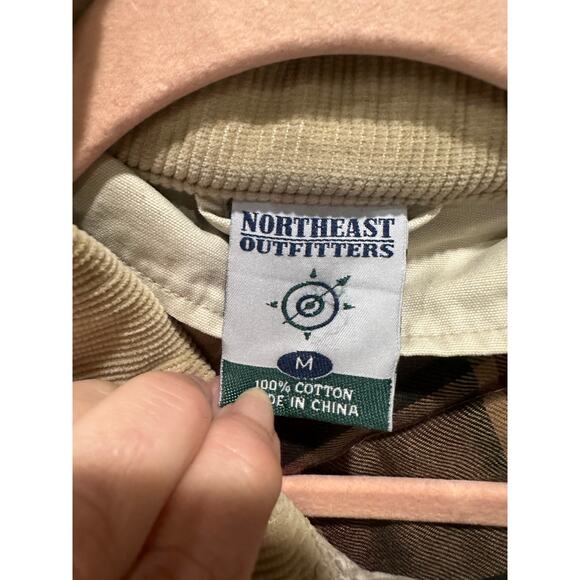 NORTHEAST
OUTFITTERS
M
100% COTTON
DE IN CHINA